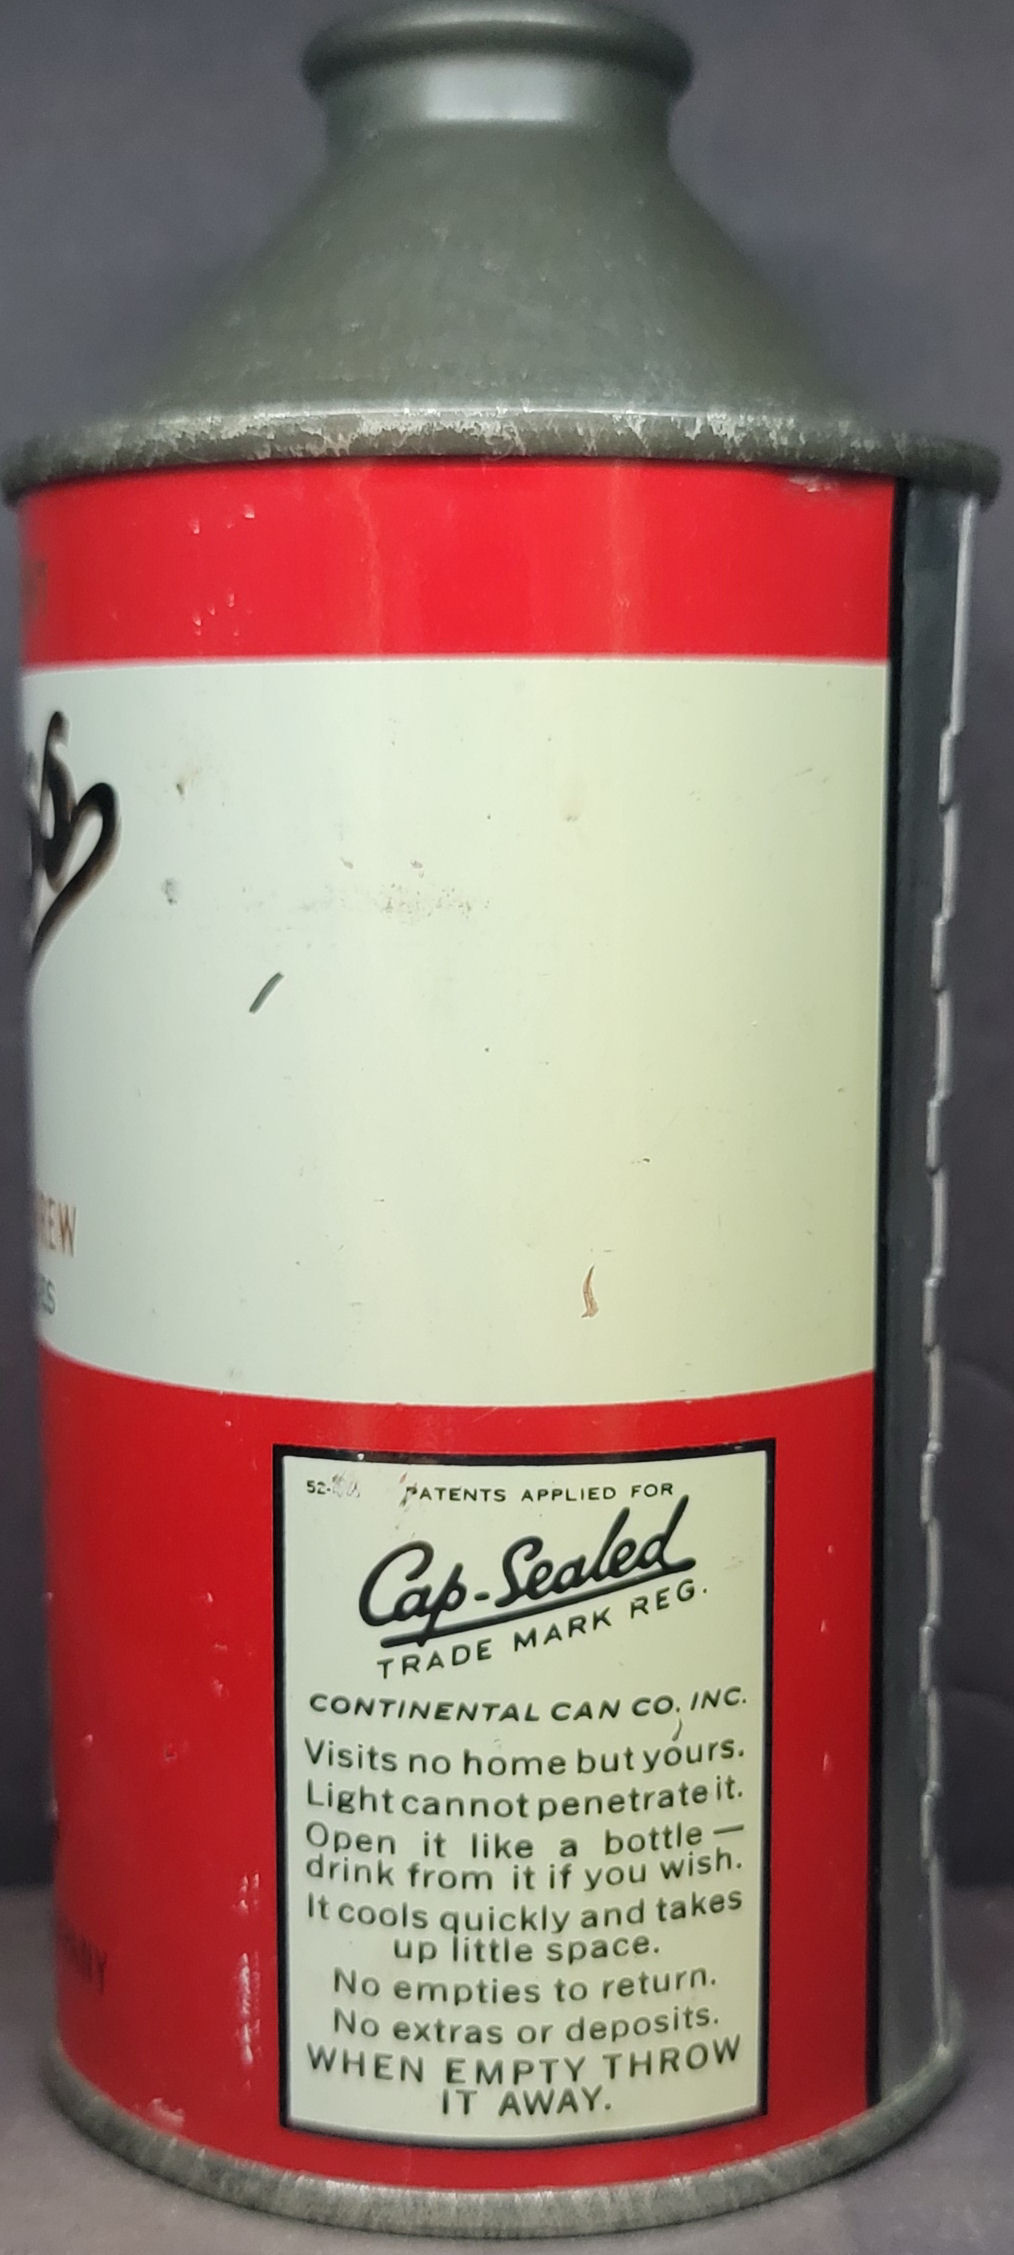 PATENTS APPLIED FOR
Cap-Sealed
TRADE MARK REG.
CONTINENTAL CAN CO. INC.
Visits no home but yours.
Light cannot penetrate it.
Open it like a bottle —
drink from it if you wish.
It cools quickly and takes
up little space.
No empties to return.
No extras or deposits.
WHEN EMPTY THROW
IT AWAY.